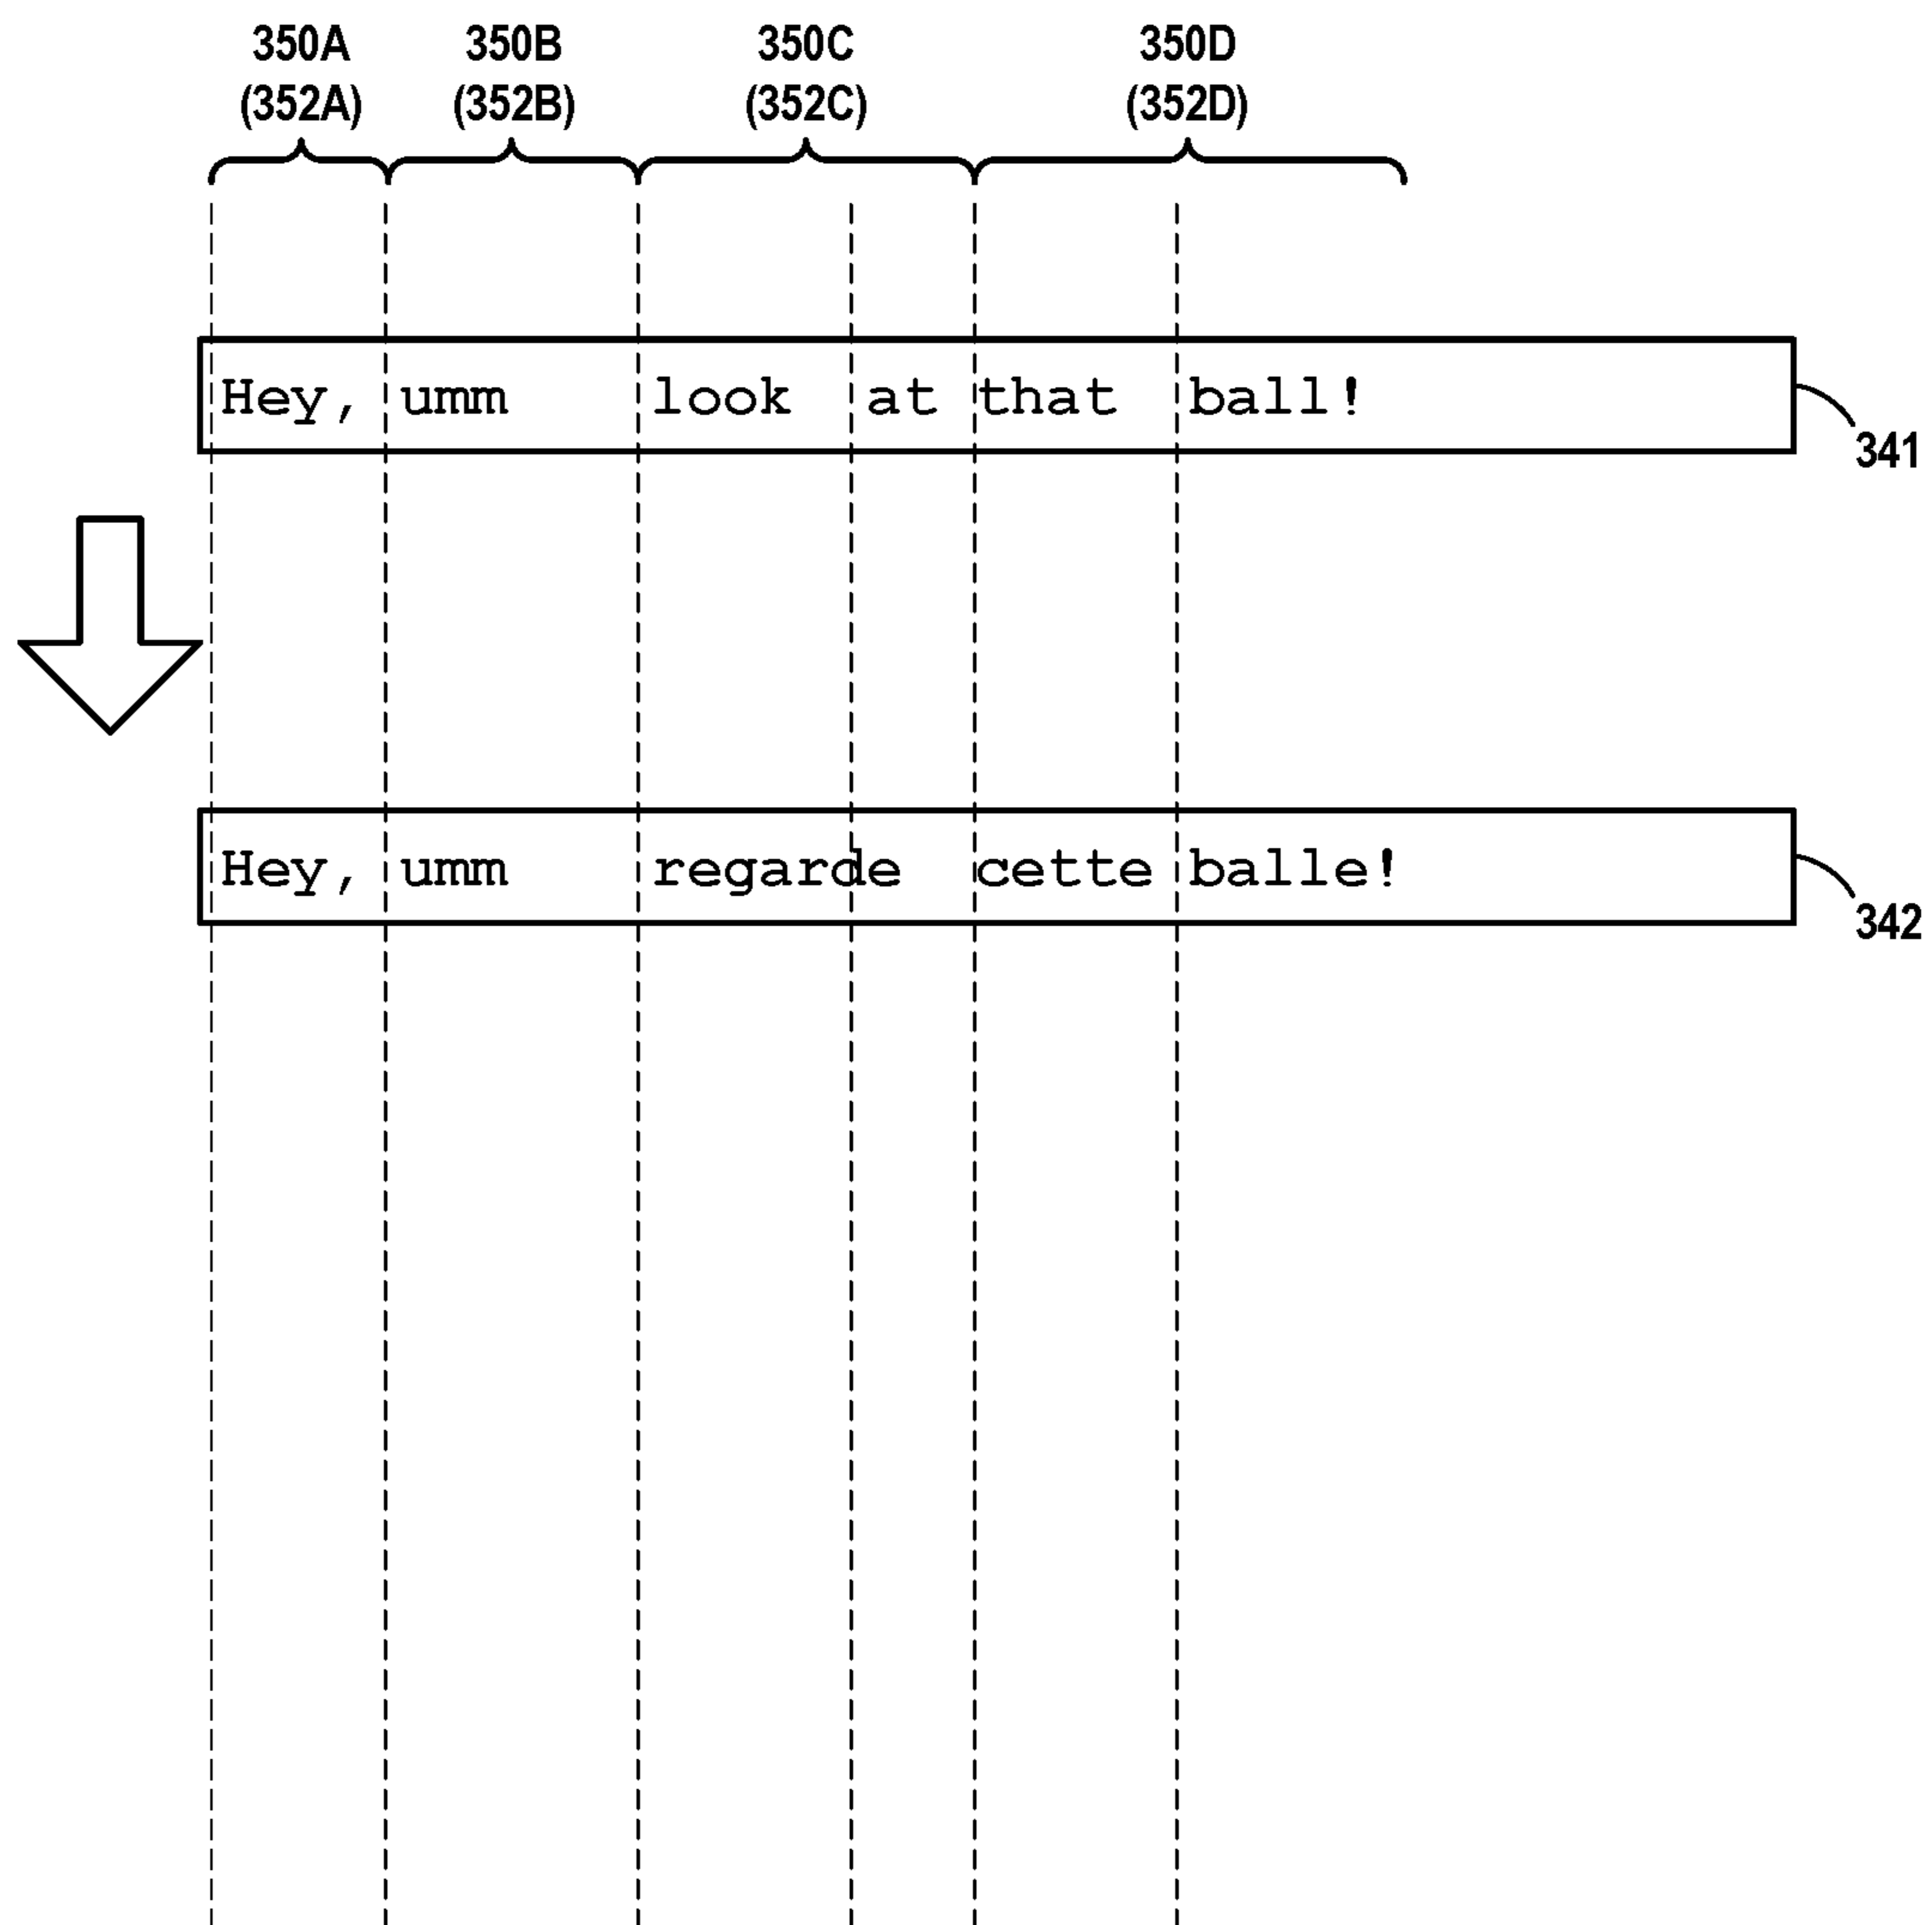 350A 350B 350C 350D
(352A) (352B) (352C) (352D)
Hey, umm look at that ball!
341
Hey, umm regarde cette balle!
342